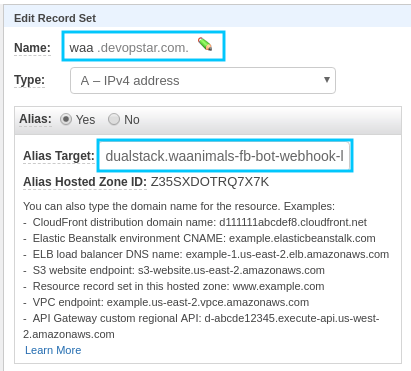 Edit Record Set
Name: waa .devopstar.com.
Type: A – IPv4 address
Alias: Yes No
Alias Target: dualstack.waanimals-fb-bot-webhook-l
Alias Hosted Zone ID: Z35SXDOTRQ7X7K
You can also type the domain name for the resource. Examples:
- CloudFront distribution domain name: d111111abcdef8.cloudfront.net
- Elastic Beanstalk environment CNAME: example.elasticbeanstalk.com
- ELB load balancer DNS name: example-1.us-east-2.elb.amazonaws.com
- S3 website endpoint: s3-website.us-east-2.amazonaws.com
- Resource record set in this hosted zone: www.example.com
- VPC endpoint: example.us-east-2.vpce.amazonaws.com
- API Gateway custom regional API: d-abcde12345.execute-api.us-west-
2.amazonaws.com
Learn More